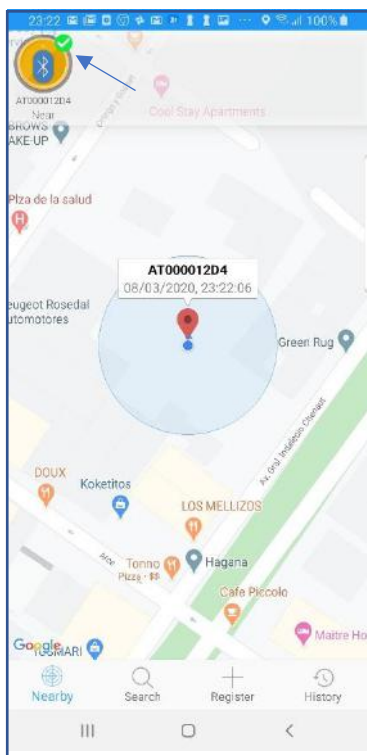 23:22
100%
AT000012D4
Near
BROWS
AKE-UP
Cool Stay Apartments
Plza de la salud
eugeot Rosedal
utomotores
AT000012D4
08/03/2020, 23:22:06
Green Rug
Av. Gral. Indalecio Chenaut
DOUX
Koketitos
LOS MELLIZOS
Arce
Tonno
Pizza - $$
Hagana
Cafe Piccolo
Maitre Ho
Google
Nearby
Search
Register
History